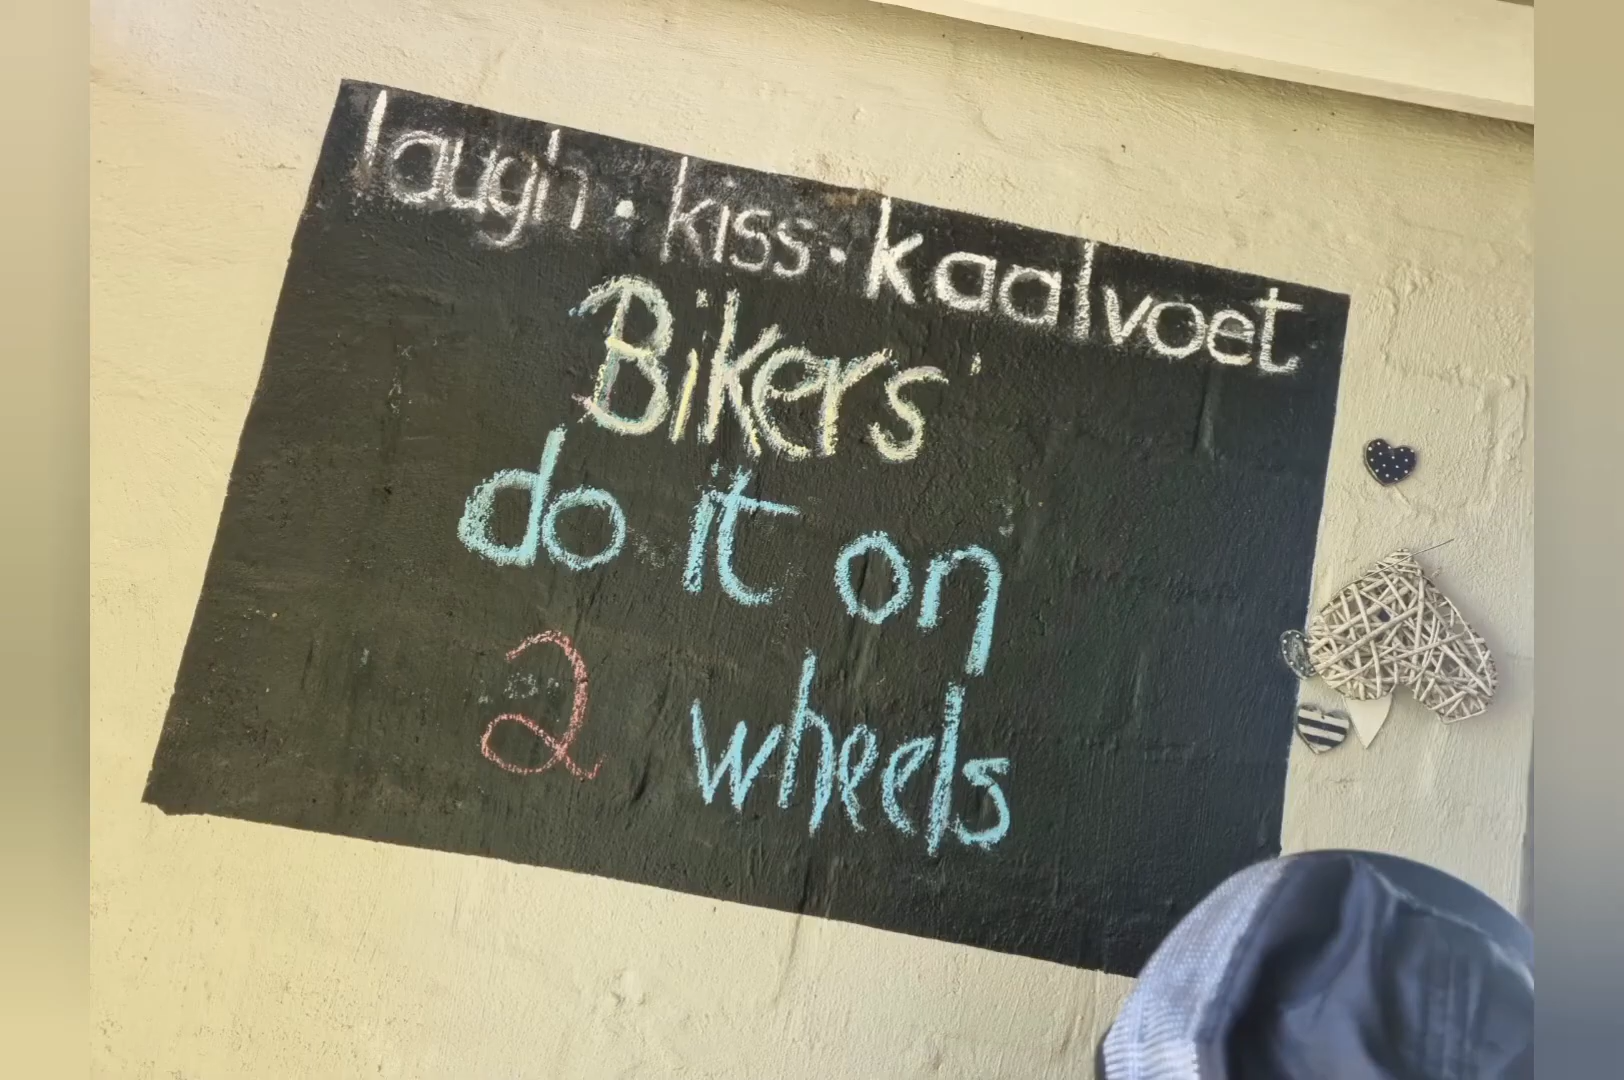 laugh · kiss · kaalvoet
Bikers'
do it on
2 wheels